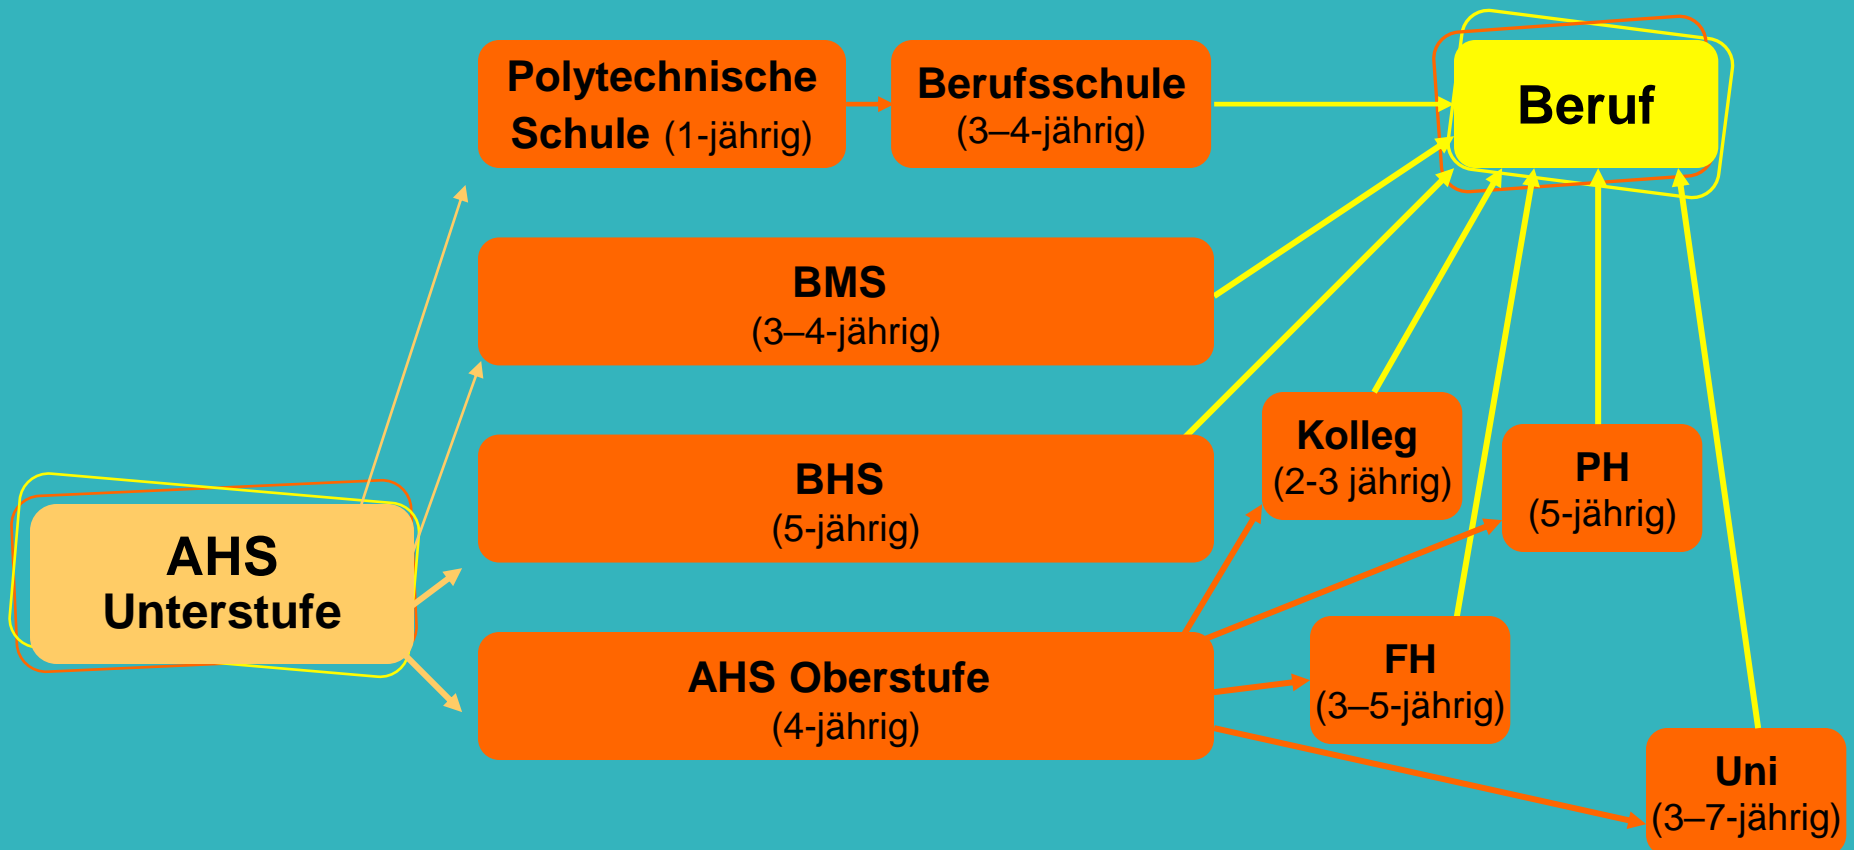 Polytechnische
Schule (1-jährig)
Berufsschule
(3–4-jährig)
Beruf
BMS
(3–4-jährig)
BHS
(5-jährig)
Kolleg
(2-3 jährig)
PH
(5-jährig)
AHS
Unterstufe
AHS Oberstufe
(4-jährig)
FH
(3–5-jährig)
Uni
(3–7-jährig)